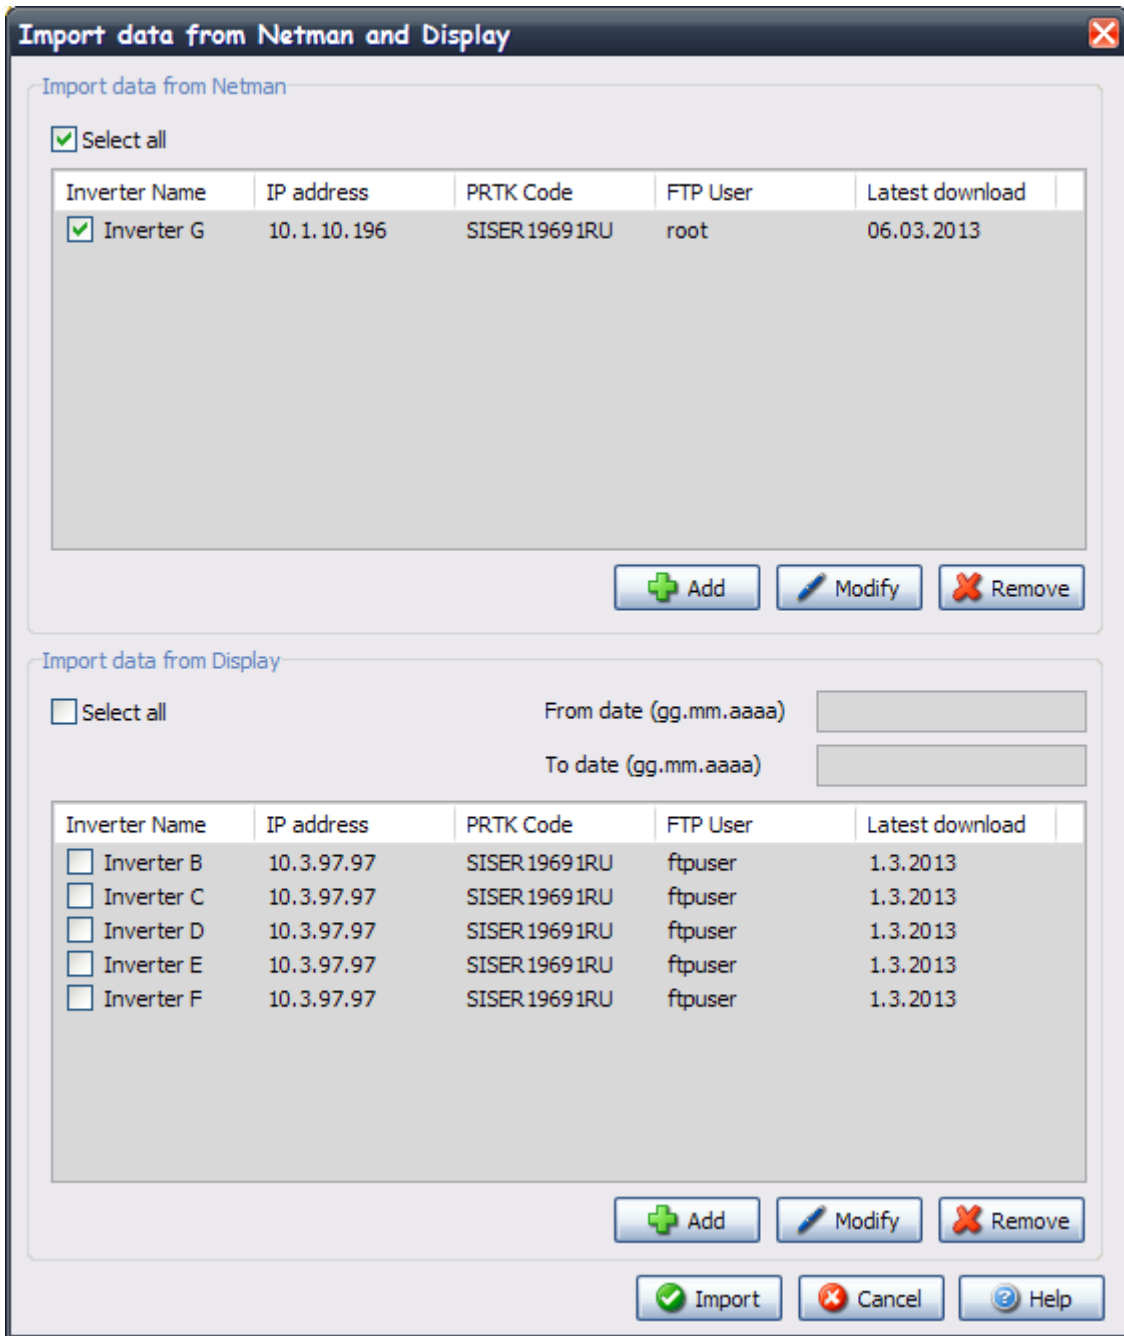 Import data from Netman and Display
Import data from Netman
Select all
Inverter Name IP address PRTK Code FTP User Latest download
Inverter G 10.1.10.196 SISER19691RU root 06.03.2013
Add Modify Remove
Import data from Display
Select all From date (gg.mm.aaaa)
To date (gg.mm.aaaa)
Inverter Name IP address PRTK Code FTP User Latest download
Inverter B 10.3.97.97 SISER19691RU ftpuser 1.3.2013
Inverter C 10.3.97.97 SISER19691RU ftpuser 1.3.2013
Inverter D 10.3.97.97 SISER19691RU ftpuser 1.3.2013
Inverter E 10.3.97.97 SISER19691RU ftpuser 1.3.2013
Inverter F 10.3.97.97 SISER19691RU ftpuser 1.3.2013
Add Modify Remove
Import Cancel Help